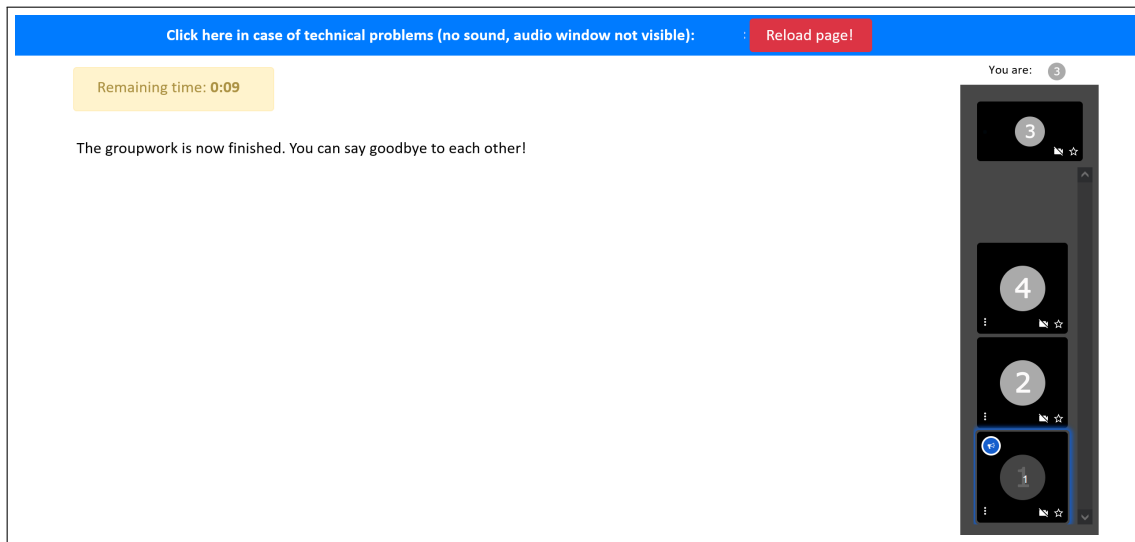 Click here in case of technical problems (no sound, audio window not visible): : Reload page!
You are: 3
Remaining time: 0:09
The groupwork is now finished. You can say goodbye to each other!
3
4
2
1
1